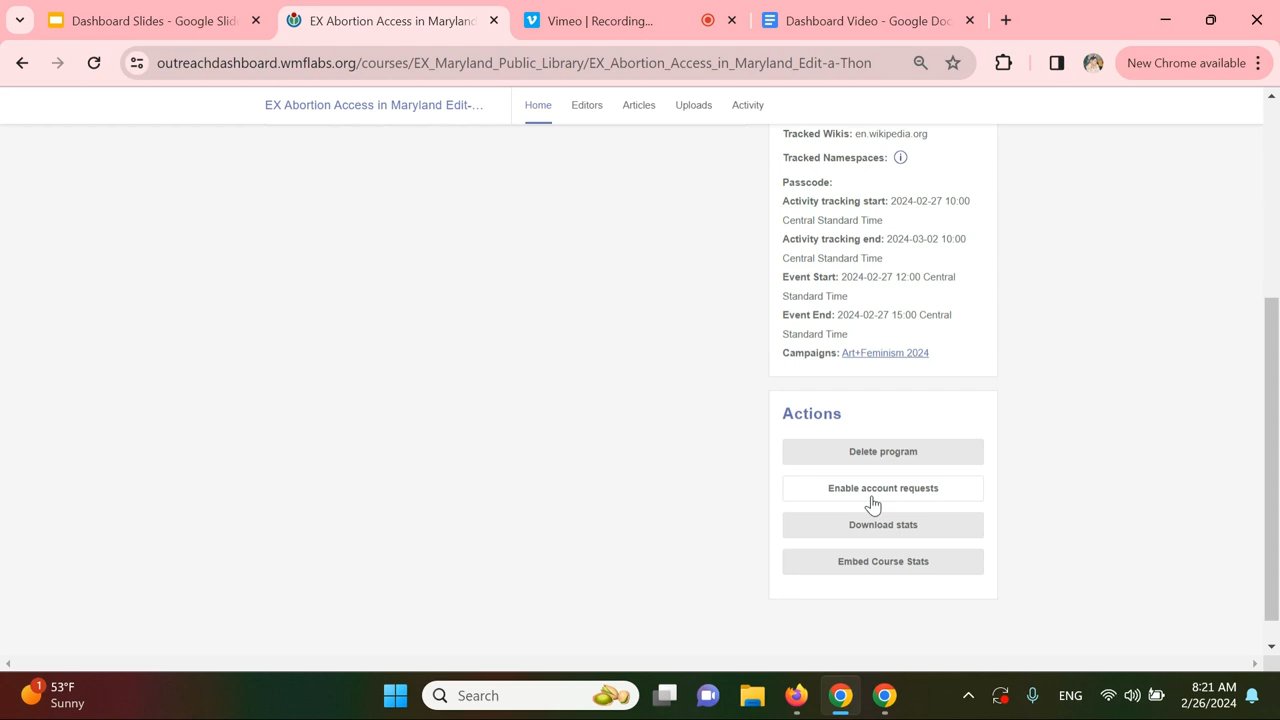 Dashboard Slides - Google Slid
EX Abortion Access in Maryland
Vimeo | Recording...
Dashboard Video - Google Doc
outreachdashboard.wmflabs.org/courses/EX_Maryland_Public_Library/EX_Abortion_Access_in_Maryland_Edit-a-Thon
New Chrome available
EX Abortion Access in Maryland Edit-...
Home
Editors
Articles
Uploads
Activity
Tracked Wikis: en.wikipedia.org
Tracked Namespaces:
Passcode:
Activity tracking start: 2024-02-27 10:00
Central Standard Time
Activity tracking end: 2024-03-02 10:00
Central Standard Time
Event Start: 2024-02-27 12:00 Central
Standard Time
Event End: 2024-02-27 15:00 Central
Standard Time
Campaigns: Art+Feminism 2024
Actions
Delete program
Enable account requests
Download stats
Embed Course Stats
1
53°F
Sunny
Search
ENG
8:21 AM
2/26/2024